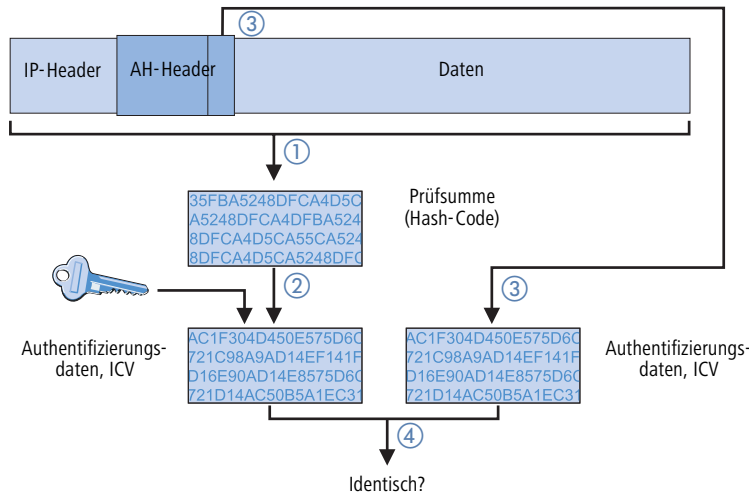 ③
IP-Header
AH-Header
Daten
①
35FBA5248DFCA4D5C
A5248DFCA4DFBA524
8DFCA4D5CA55CA524
8DFCA4D5CA5248DFC
Prüfsumme
(Hash-Code)
②
③
Authentifizierungs-
daten, ICV
AC1F304D450E575D6C
721C98A9AD14EF141F
D16E90AD14E8575D6C
721D14AC50B5A1EC31
AC1F304D450E575D6C
721C98A9AD14EF141F
D16E90AD14E8575D6C
721D14AC50B5A1EC31
Authentifizierungs-
daten, ICV
④
Identisch?